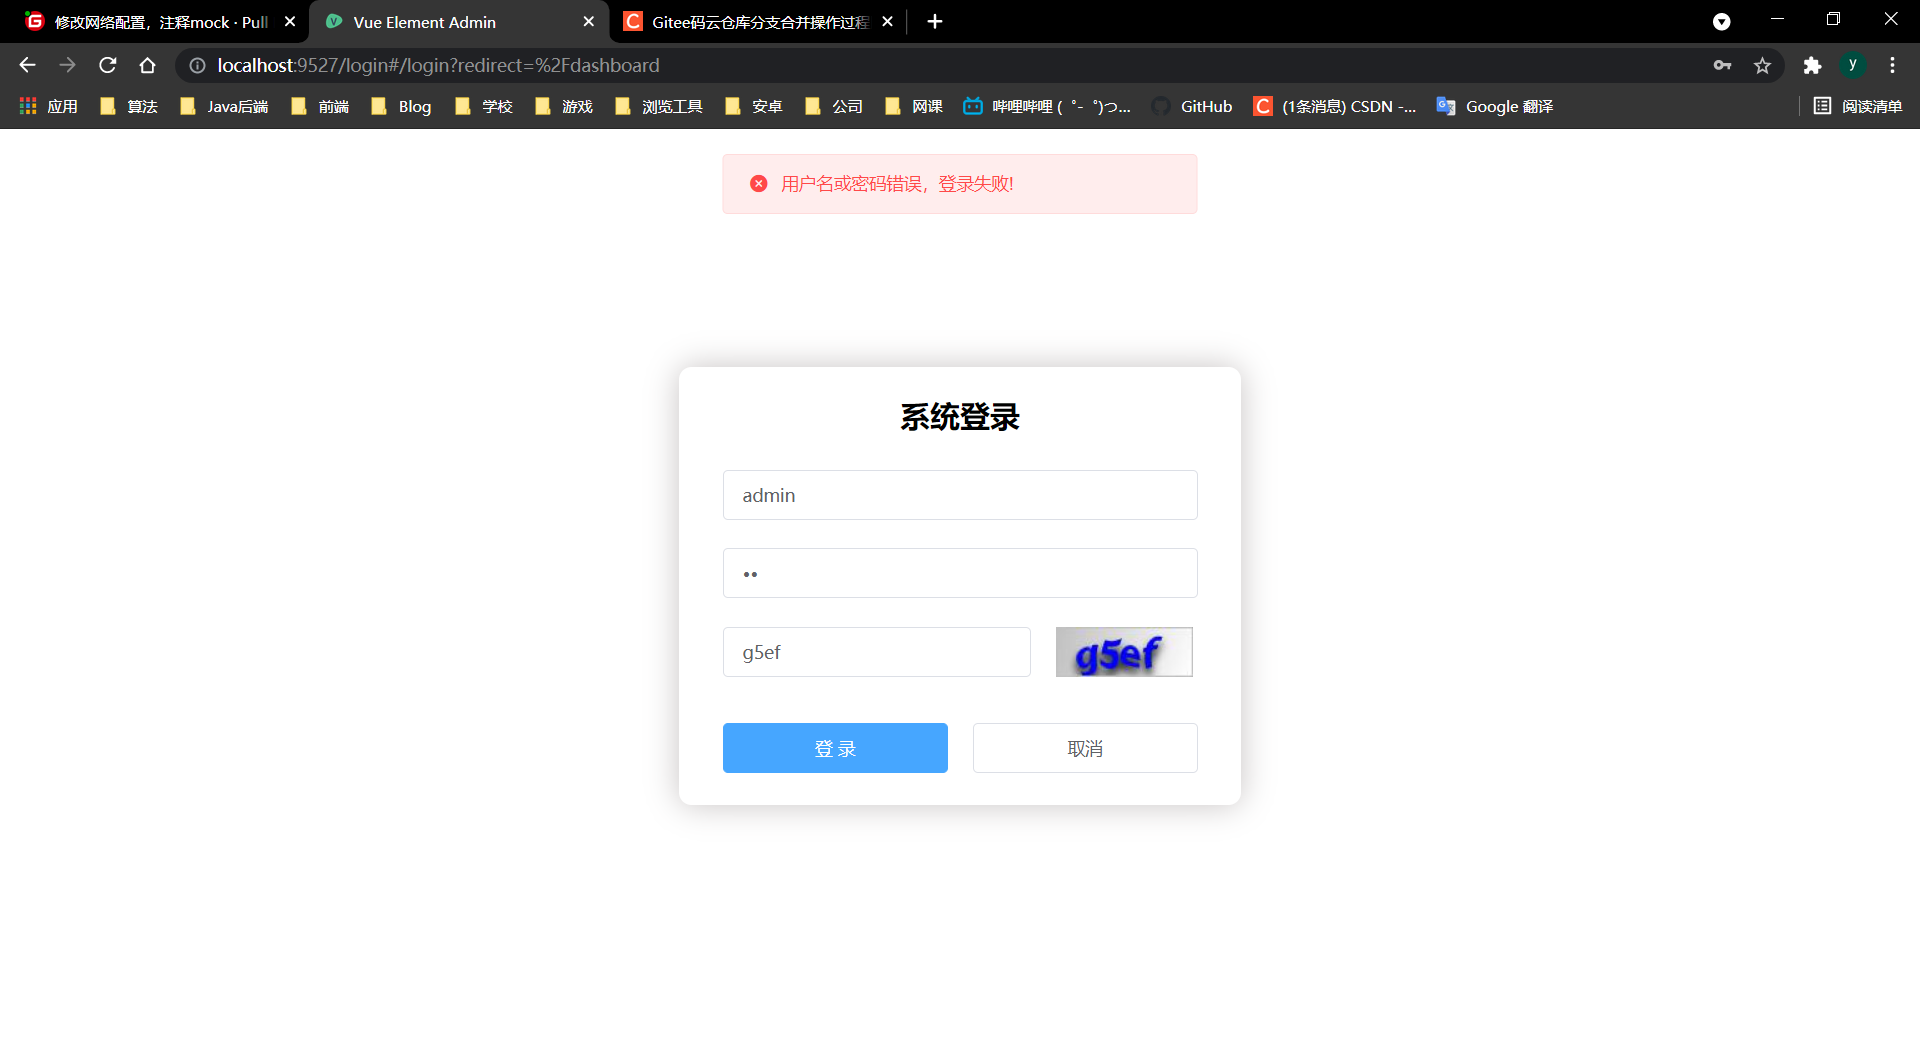 修改网络配置，注释mock · Pull
Vue Element Admin
Gitee码云仓库分支合并操作过程
localhost:9527/login#/login?redirect=%2Fdashboard
y
应用
算法
Java后端
前端
Blog
学校
游戏
浏览工具
安卓
公司
网课
哔哩哔哩 ( ゜- ゜)つ...
GitHub
(1条消息) CSDN -...
Google 翻译
阅读清单
用户名或密码错误，登录失败!
系统登录
admin
••
g5ef
g5ef
登 录
取消